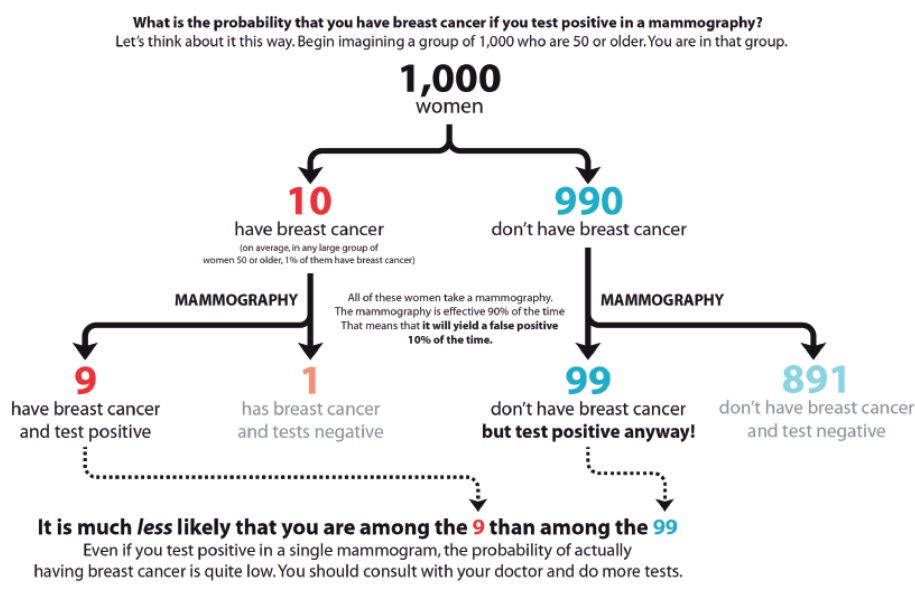 What is the probability that you have breast cancer if you test positive in a mammography?
Let's think about it this way. Begin imagining a group of 1,000 who are 50 or older. You are in that group.
1,000
women
10
have breast cancer
(on average, in any large group of
women 50 or older, 1% of them have breast cancer)
990
don't have breast cancer
MAMMOGRAPHY
All of these women take a mammography.
The mammography is effective 90% of the time
That means that it will yield a false positive
10% of the time.
MAMMOGRAPHY
9
have breast cancer
and test positive
1
has breast cancer
and tests negative
99
don't have breast cancer
but test positive anyway!
891
don't have breast cancer
and test negative
It is much less likely that you are among the 9 than among the 99
Even if you test positive in a single mammogram, the probability of actually
having breast cancer is quite low. You should consult with your doctor and do more tests.